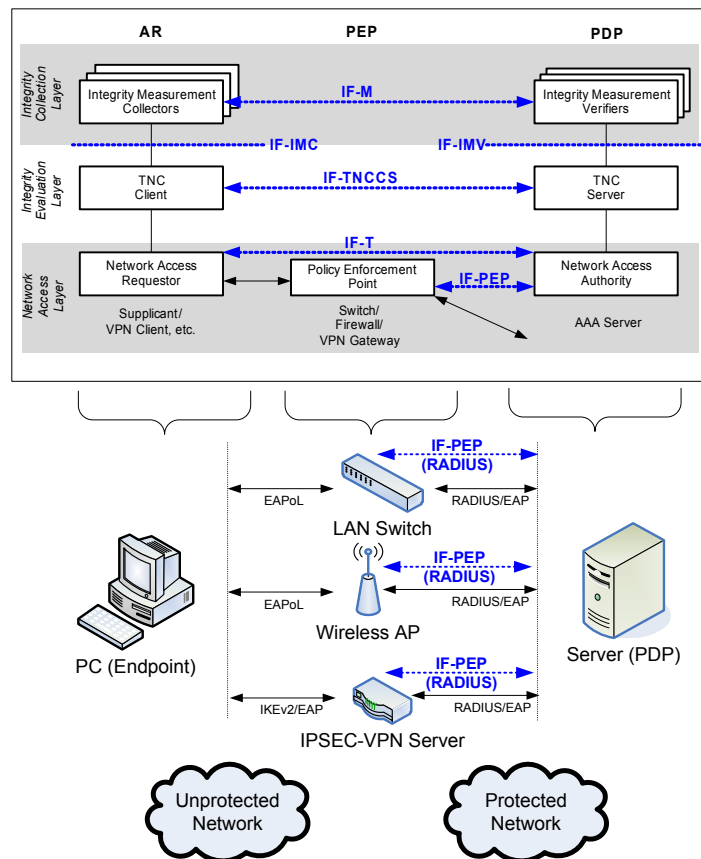 AR PEP PDP
Integrity Collection
Layer
Integrity Measurement
Collectors
IF-M
Integrity Measurement
Verifiers
IF-IMC IF-IMV
Integrity
Evaluation
Layer
TNC
Client
IF-TNCCS
TNC
Server
Network
Access
Layer
IF-T
Network Access
Requestor
Policy Enforcement
Point
IF-PEP
Network Access
Authority
Supplicant/
VPN Client, etc.
Switch/
Firewall/
VPN Gateway
AAA Server
IF-PEP
(RADIUS)
EAPoL
RADIUS/EAP
LAN Switch
IF-PEP
(RADIUS)
EAPoL
RADIUS/EAP
Wireless AP
PC (Endpoint)
Server (PDP)
IF-PEP
(RADIUS)
IKEv2/EAP
RADIUS/EAP
IPSEC-VPN Server
Unprotected
Network
Protected
Network